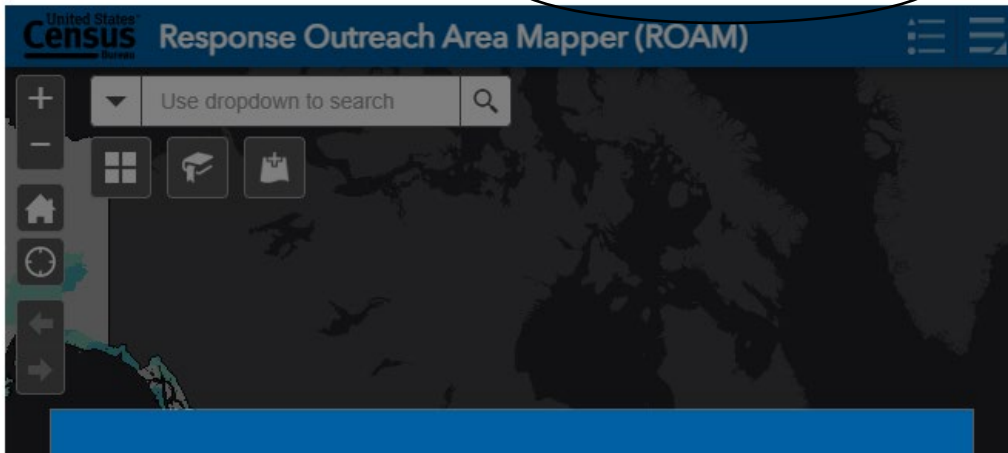 United States®
Census
Bureau
Response Outreach Area Mapper (ROAM)
Use dropdown to search